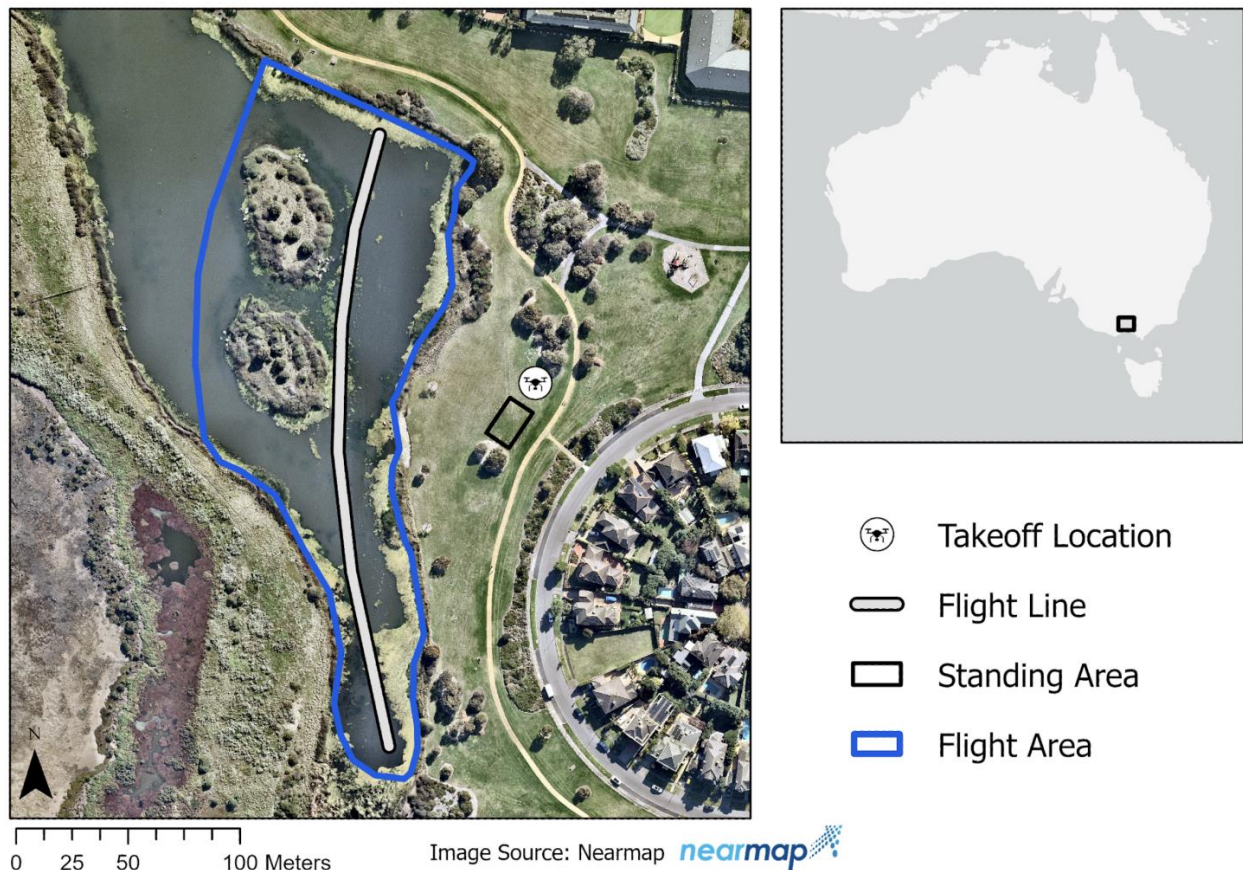 N
Takeoff Location
Flight Line
Standing Area
Flight Area
0 25 50 100 Meters
Image Source: Nearmap nearmap